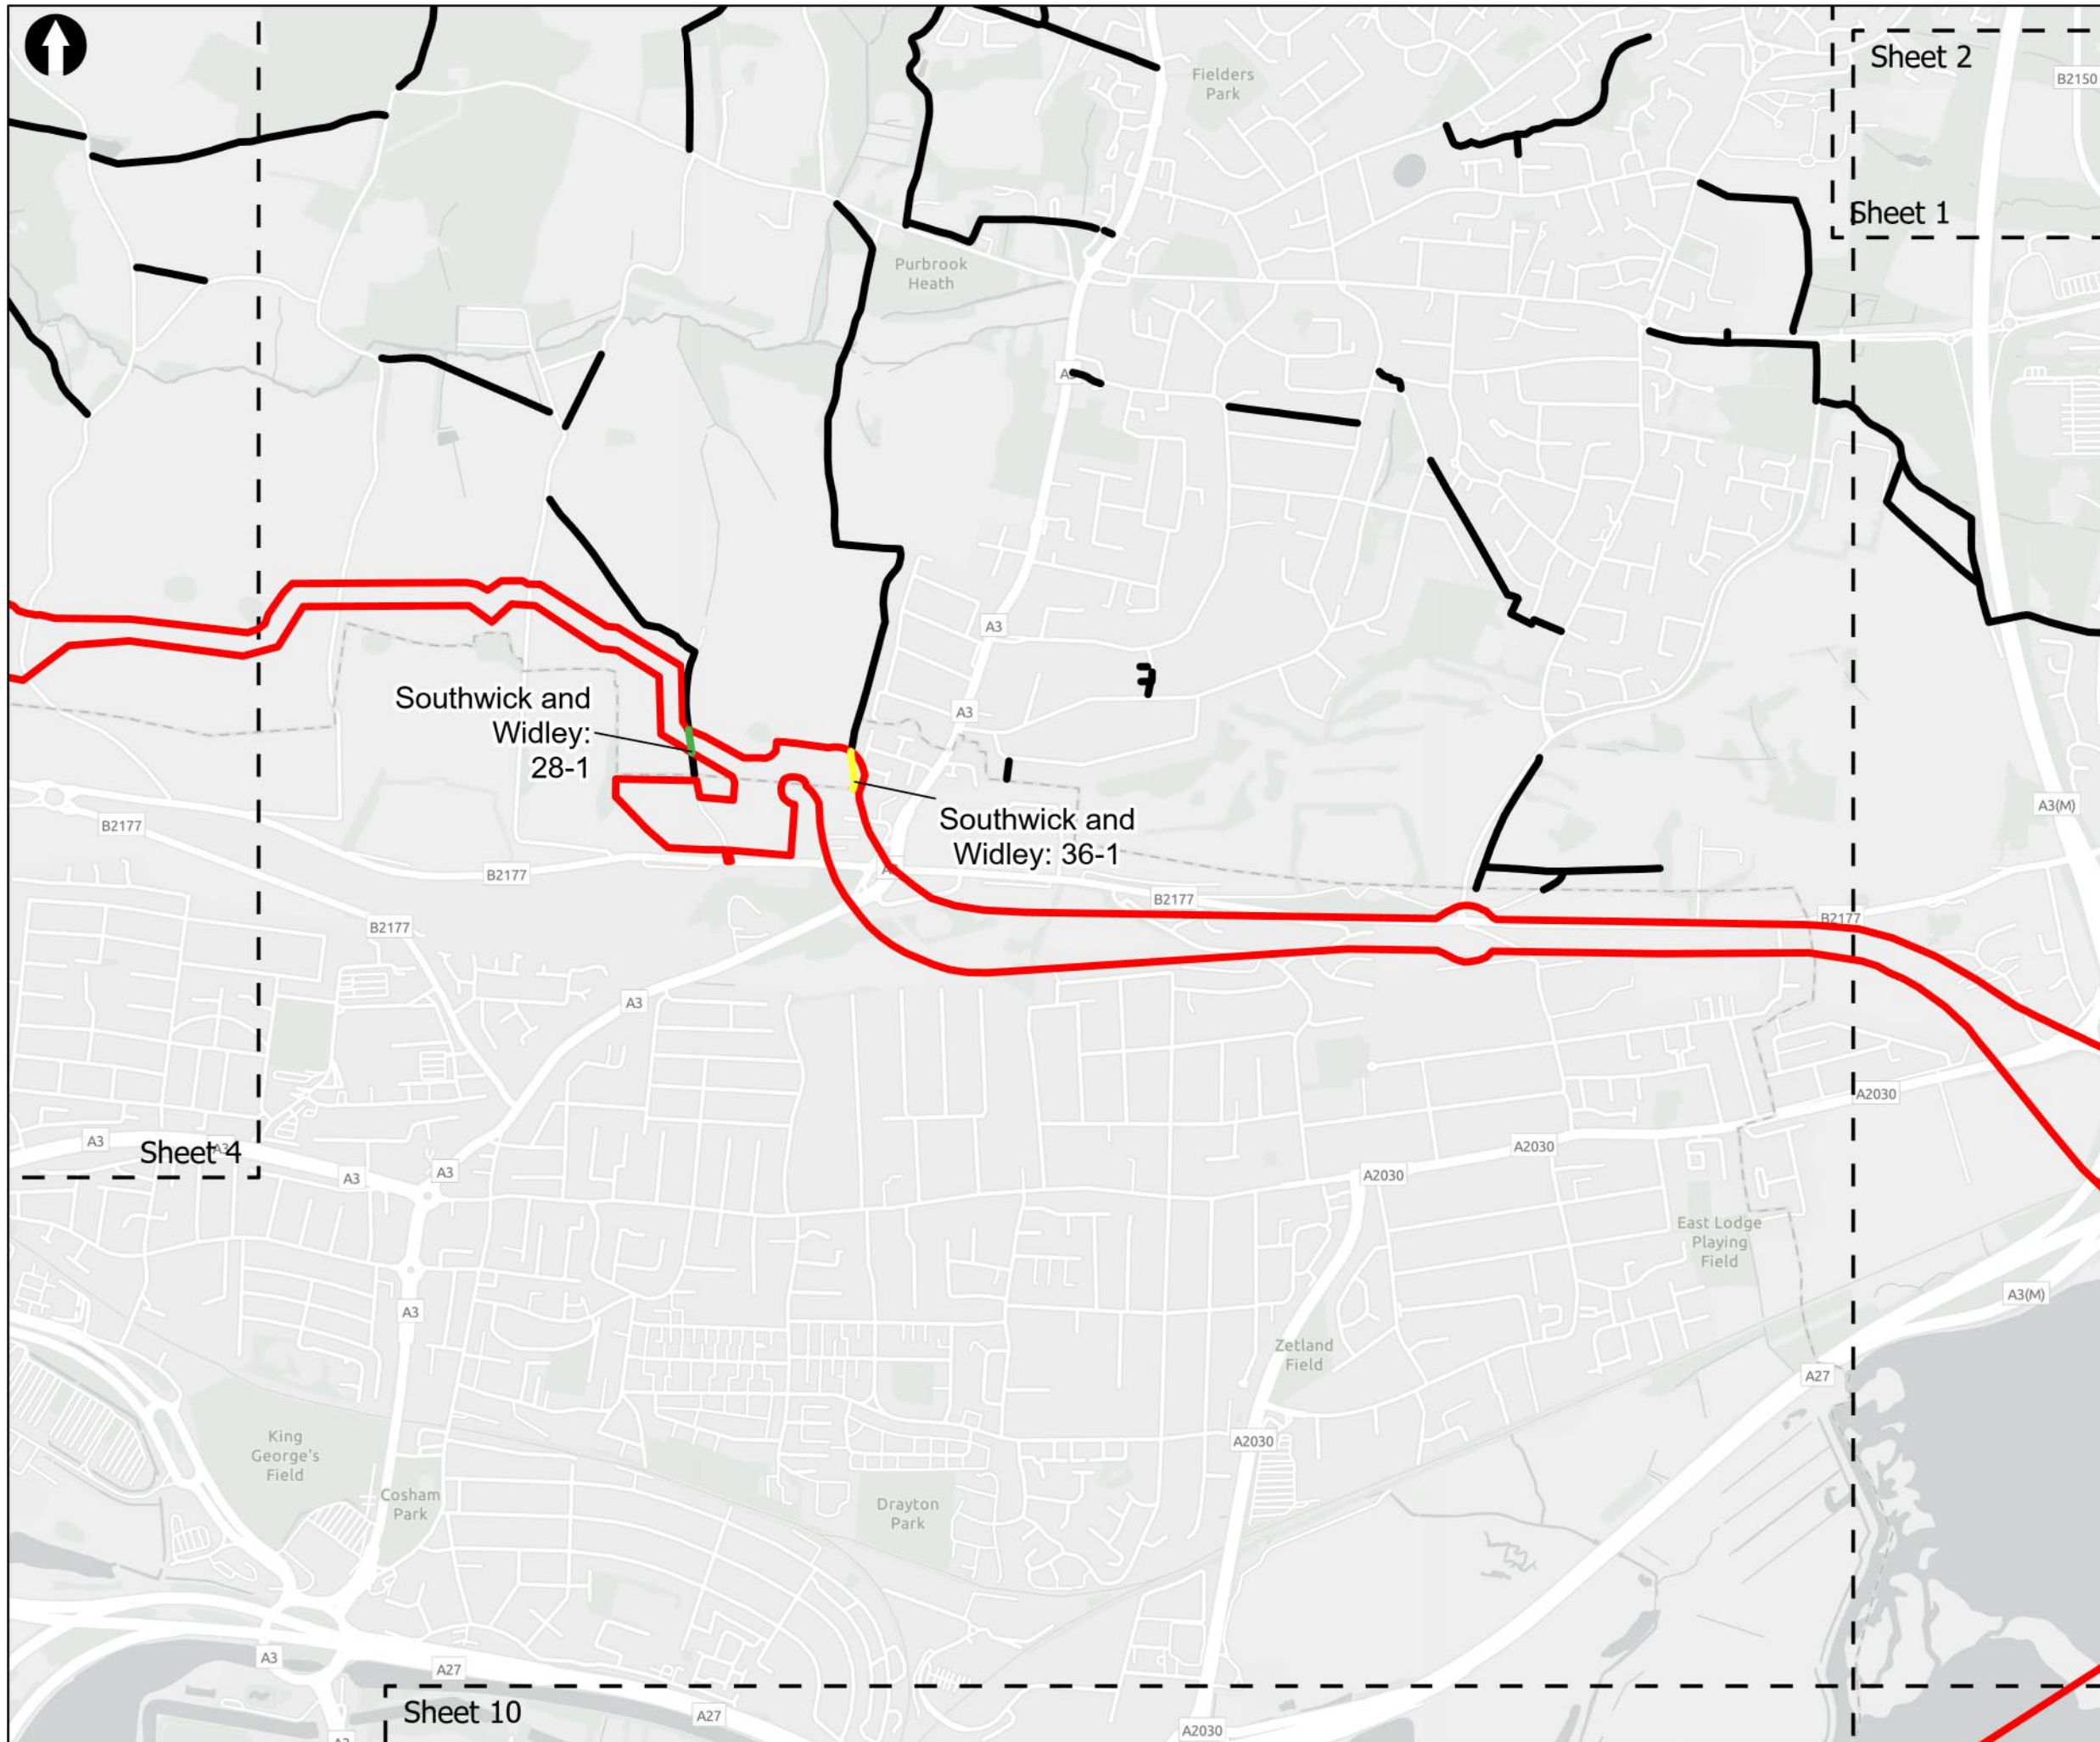 Sheet 2
B2150
Fielders
Park
Sheet 1
Purbrook
Heath
A3
A3
Southwick and
Widley:
28-1
A3
Southwick and
Widley: 36-1
A3(M)
B2177
B2177
B2177
B2177
B2177
A3
A2030
A3
Sheet 4
A3
A3
A2030
A2030
East Lodge
Playing
Field
A3(M)
A3
Zetland
Field
A27
King
George's
Field
A2030
Cosham
Park
Drayton
Park
A3
A27
Sheet 10
A27
A2030